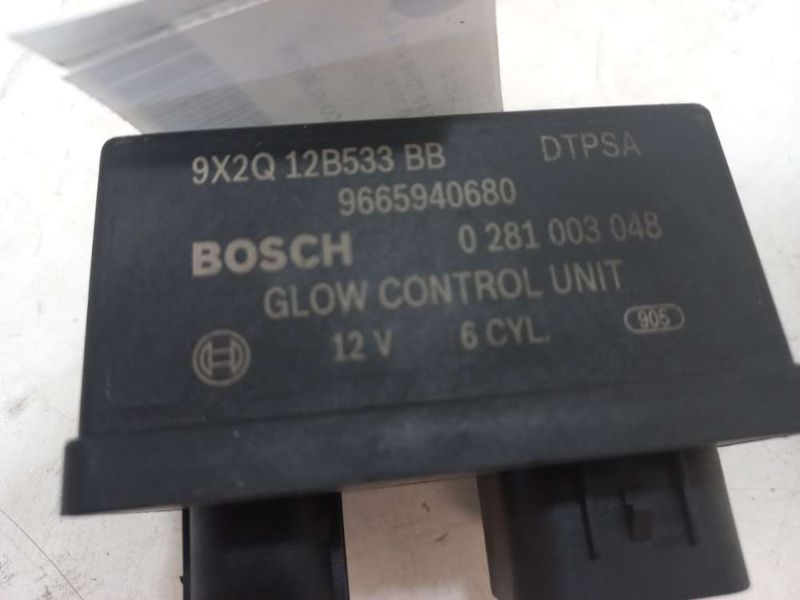 9X2Q 12B533 BB DTPSA
9665940680
BOSCH 0 281 003 048
GLOW CONTROL UNIT
12 V 6 CYL. 905